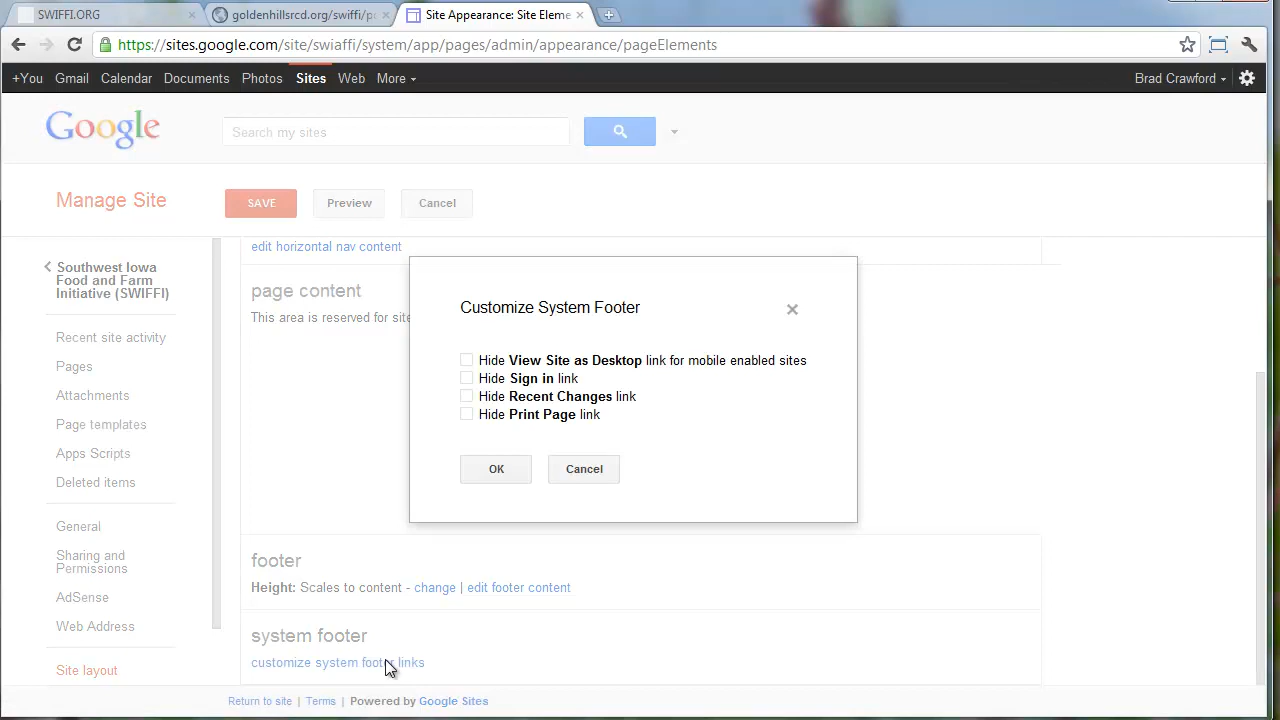 SWIFFI.ORG
goldenhillsrcd.org/swiffi/p
Site Appearance: Site Eleme
https://sites.google.com/site/swiaffi/system/app/pages/admin/appearance/pageElements
+You Gmail Calendar Documents Photos Sites Web More
Brad Crawford
Google
Search my sites
Manage Site
SAVE
Preview
Cancel
Southwest Iowa
Food and Farm
Initiative (SWIFFI)
Recent site activity
Pages
Attachments
Page templates
Apps Scripts
Deleted items
General
Sharing and
Permissions
AdSense
Web Address
Site layout
edit horizontal nav content
page content
This area is reserved for site
Customize System Footer
Hide View Site as Desktop link for mobile enabled sites
Hide Sign in link
Hide Recent Changes link
Hide Print Page link
OK
Cancel
footer
Height: Scales to content - change | edit footer content
system footer
customize system footer links
Return to site | Terms | Powered by Google Sites